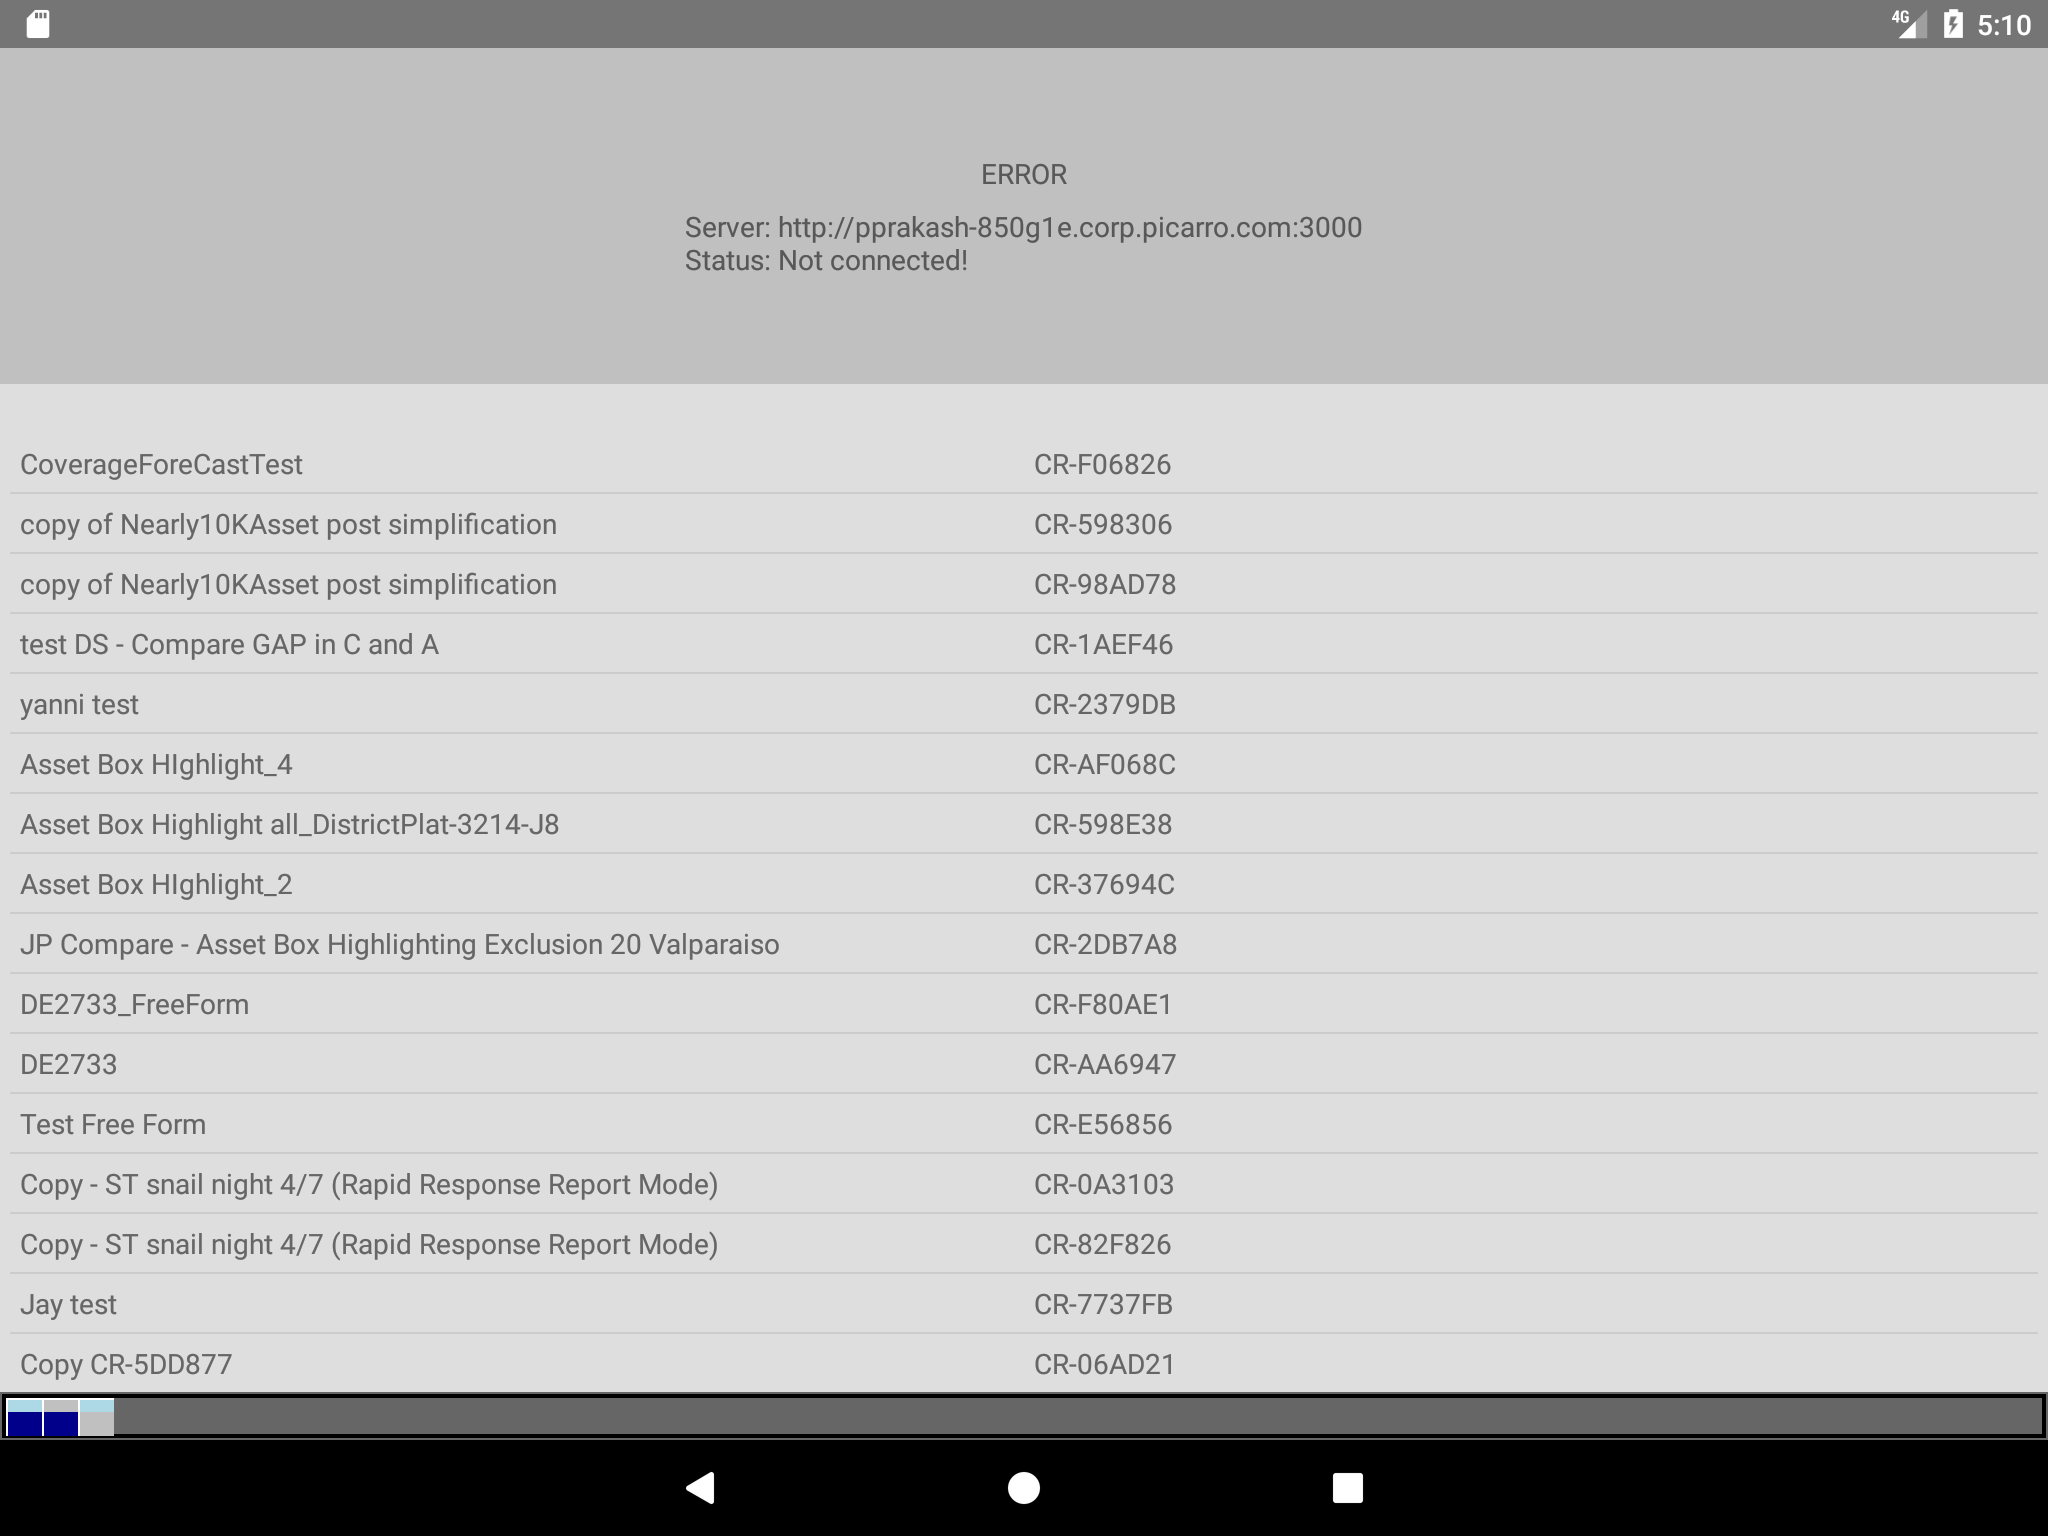 4G 5:10
ERROR
Server: http://pprakash-850g1e.corp.picarro.com:3000
Status: Not connected!
CoverageForeCastTest CR-F06826
copy of Nearly10KAsset post simplification CR-598306
copy of Nearly10KAsset post simplification CR-98AD78
test DS - Compare GAP in C and A CR-1AEF46
yanni test CR-2379DB
Asset Box HIghlight_4 CR-AF068C
Asset Box Highlight all_DistrictPlat-3214-J8 CR-598E38
Asset Box HIghlight_2 CR-37694C
JP Compare - Asset Box Highlighting Exclusion 20 Valparaiso CR-2DB7A8
DE2733_FreeForm CR-F80AE1
DE2733 CR-AA6947
Test Free Form CR-E56856
Copy - ST snail night 4/7 (Rapid Response Report Mode) CR-0A3103
Copy - ST snail night 4/7 (Rapid Response Report Mode) CR-82F826
Jay test CR-7737FB
Copy CR-5DD877 CR-06AD21